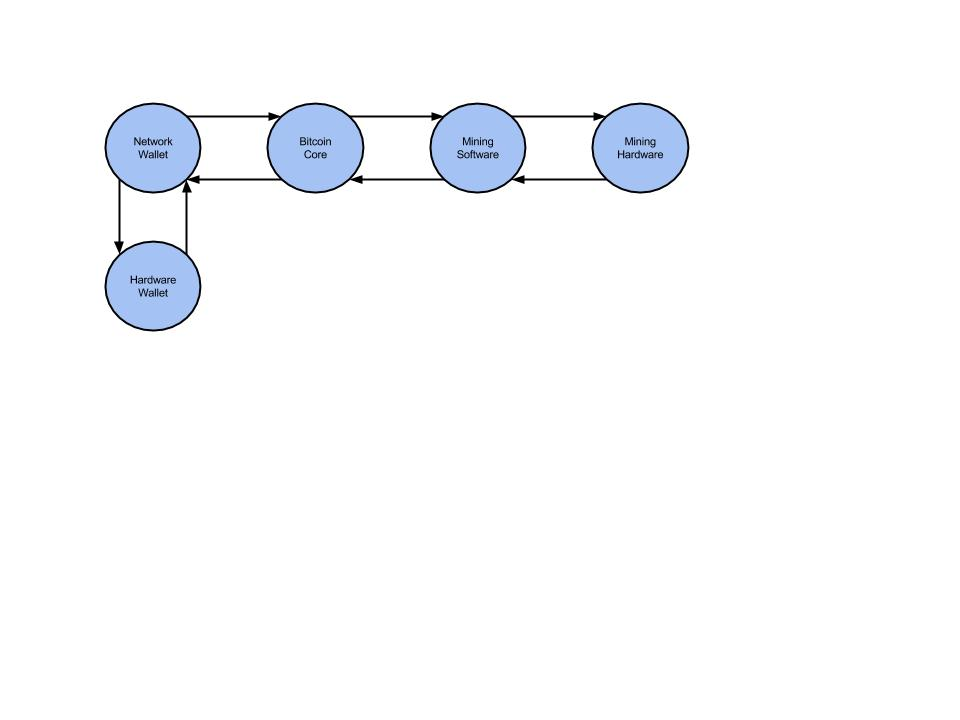 Network
Wallet
Bitcoin
Core
Mining
Software
Mining
Hardware
Hardware
Wallet